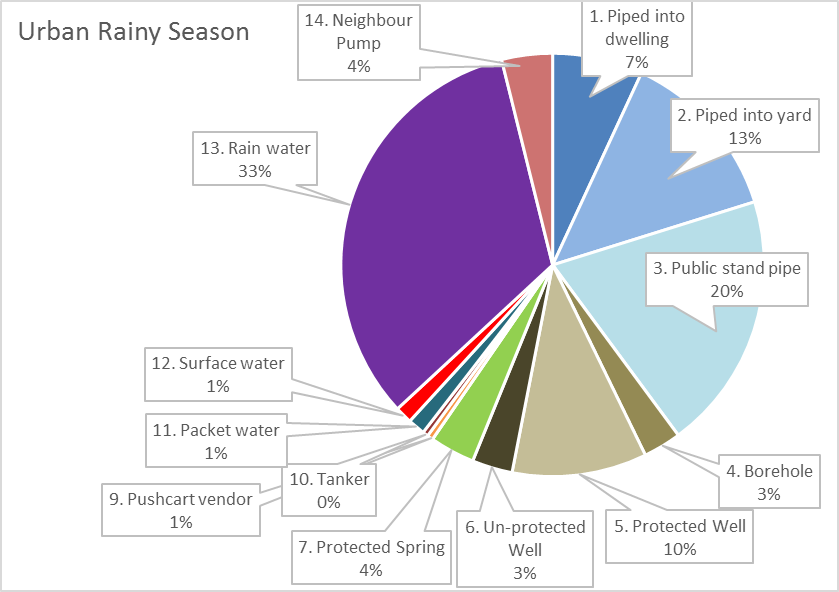 Urban Rainy Season
14. Neighbour
Pump
4%
1. Piped into
dwelling
7%
2. Piped into yard
13%
13. Rain water
33%
3. Public stand pipe
20%
12. Surface water
1%
11. Packet water
1%
10. Tanker
0%
9. Pushcart vendor
1%
7. Protected Spring
4%
6. Un-protected
Well
3%
5. Protected Well
10%
4. Borehole
3%